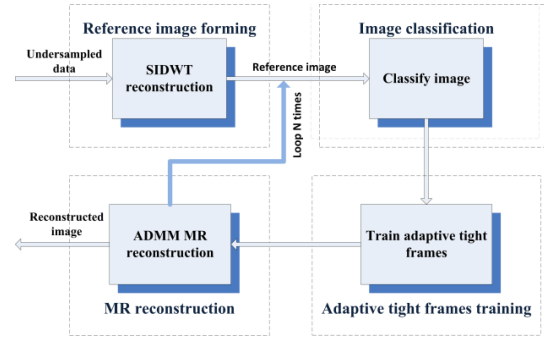 Reference image forming
Image classification
Undersampled
data
SIDWT
reconstruction
Reference image
Classify image
Loop N times
Reconstructed
image
ADMM MR
reconstruction
Train adaptive tight
frames
MR reconstruction
Adaptive tight frames training